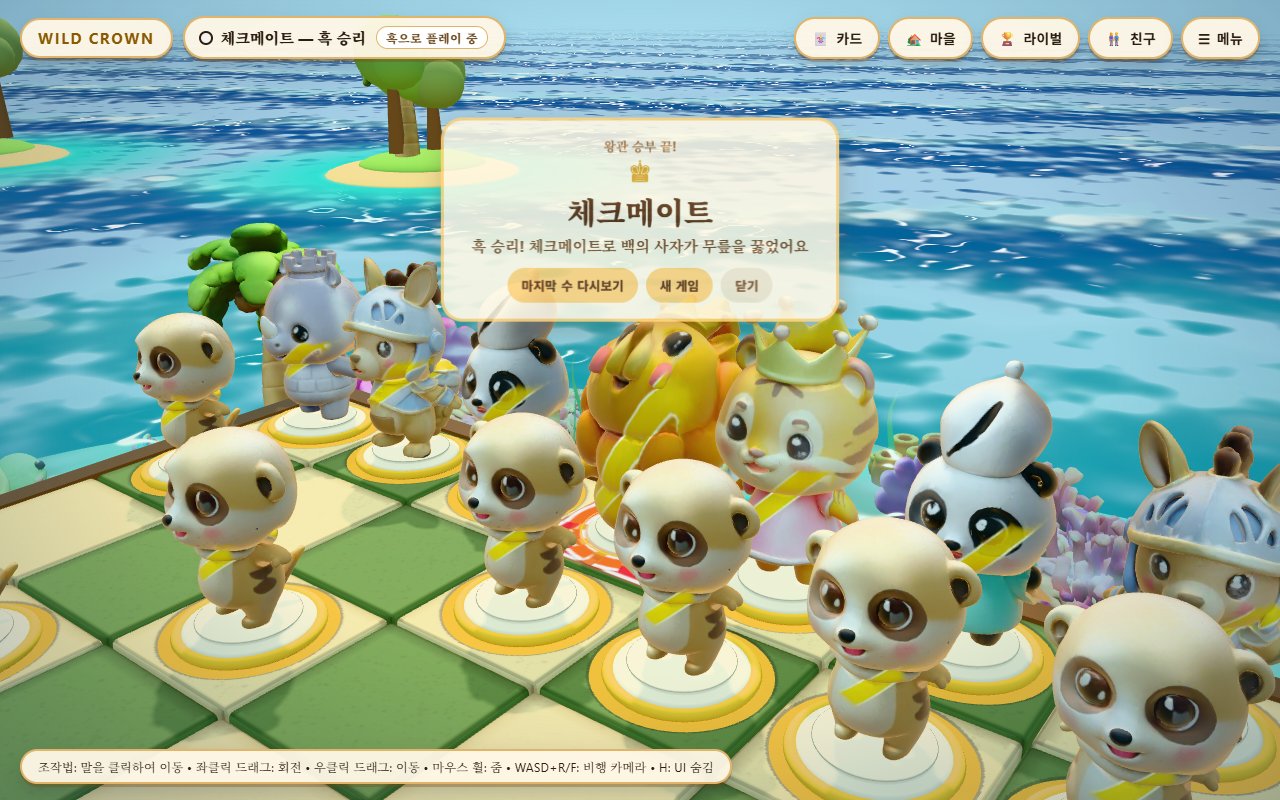 WILD CROWN
체크메이트 — 흑 승리
흑으로 플레이 중
카드
마을
라이벌
친구
☰ 메뉴
왕관 승부 끝!
체크메이트
흑 승리! 체크메이트로 백의 사자가 무릎을 꿇었어요
마지막 수 다시보기
새 게임
닫기
조작법: 말을 클릭하여 이동 • 좌클릭 드래그: 회전 • 우클릭 드래그: 이동 • 마우스 휠: 줌 • WASD+R/F: 비행 카메라 • H: UI 숨김